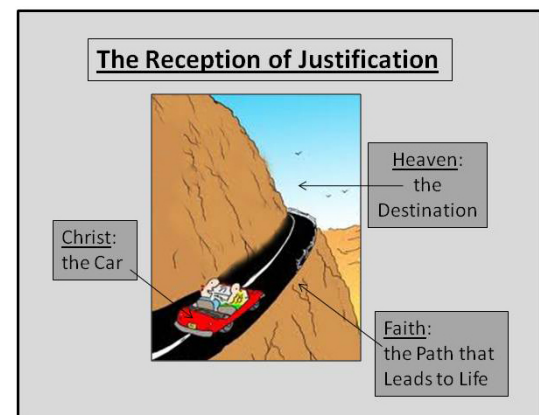 The Reception of Justification
Heaven:
the
Destination
Christ:
the Car
Faith:
the Path that
Leads to Life